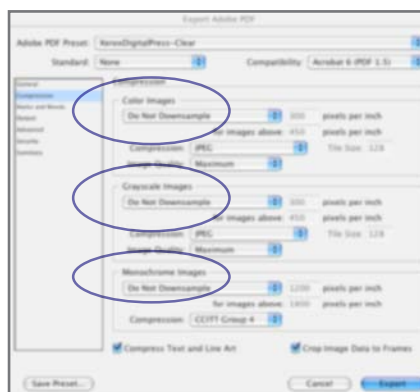 Export Adobe PDF
Adobe PDF Preset: XeroxDigitalPress-Clear
Standard: None Compatibility: Acrobat 6 (PDF 1.5)
General
Compression
Marks and Bleeds
Output
Advanced
Security
Summary
Compression
Color Images
Do Not Downsample 300 pixels per inch
for images above: 450 pixels per inch
Compression: JPEG Tile Size: 128
Image Quality: Maximum
Grayscale Images
Do Not Downsample 300 pixels per inch
for images above: 450 pixels per inch
Compression: JPEG Tile Size: 128
Image Quality: Maximum
Monochrome Images
Do Not Downsample 1200 pixels per inch
for images above: 1800 pixels per inch
Compression: CCITT Group 4
Compress Text and Line Art Crop Image Data to Frames
Save Preset... Cancel Export